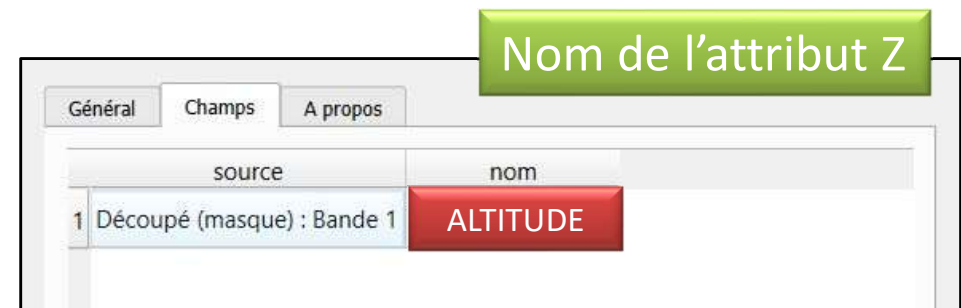 Nom de l’attribut Z
Général Champs A propos
source nom
1 Découpé (masque) : Bande 1 ALTITUDE